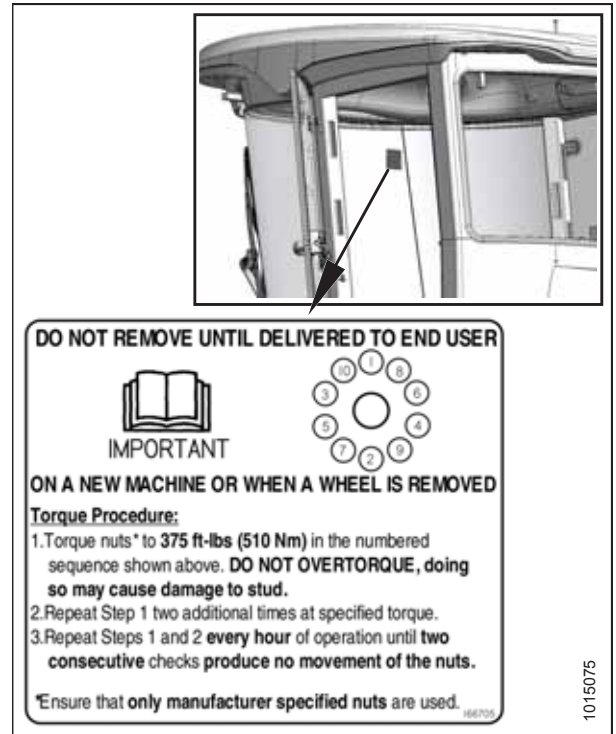 DO NOT REMOVE UNTIL DELIVERED TO END USER
1
10
8
3
6
5
4
7
9
2
IMPORTANT
ON A NEW MACHINE OR WHEN A WHEEL IS REMOVED
Torque Procedure:
1.Torque nuts* to 375 ft-lbs (510 Nm) in the numbered
sequence shown above. DO NOT OVERTORQUE, doing
so may cause damage to stud.
2.Repeat Step 1 two additional times at specified torque.
3.Repeat Steps 1 and 2 every hour of operation until two
consecutive checks produce no movement of the nuts.
*Ensure that only manufacturer specified nuts are used.
166705
1015075